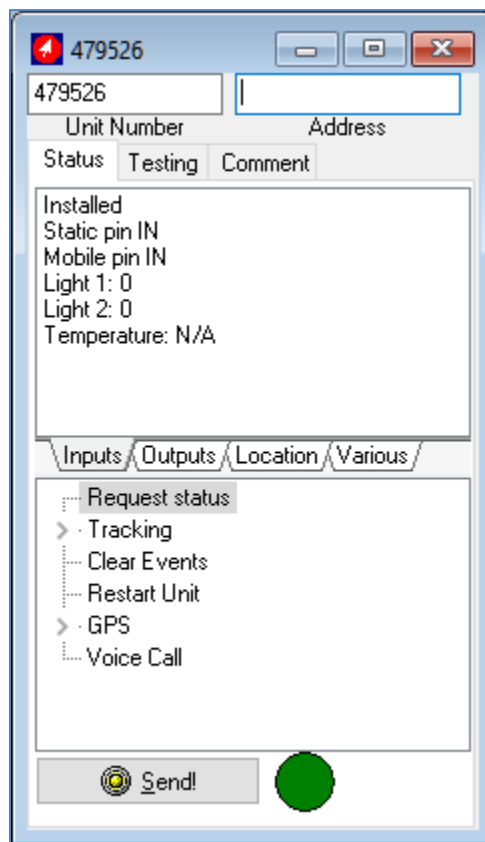 479526
479526
Unit Number Address
Status Testing Comment
Installed
Static pin IN
Mobile pin IN
Light 1: 0
Light 2: 0
Temperature: N/A
Inputs Outputs Location Various
Request status
Tracking
Clear Events
Restart Unit
GPS
Voice Call
Send!